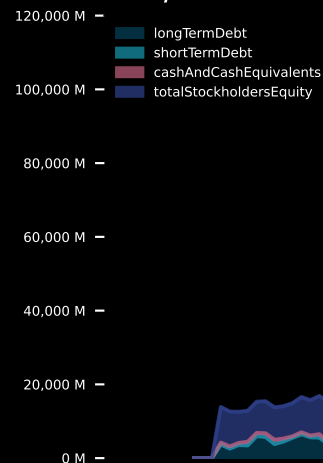 120,000 M
longTermDebt
shortTermDebt
cashAndCashEquivalents
totalStockholdersEquity
100,000 M
80,000 M
60,000 M
40,000 M
20,000 M
0 M